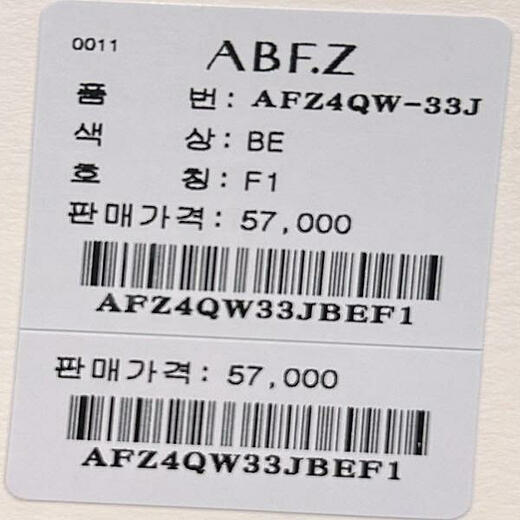 0011
ABF.Z
품 번: AFZ4QW-33J
색 상: BE
호 칭: F1
판매가격: 57,000
AFZ4QW33JBEF1
판매가격: 57,000
AFZ4QW33JBEF1